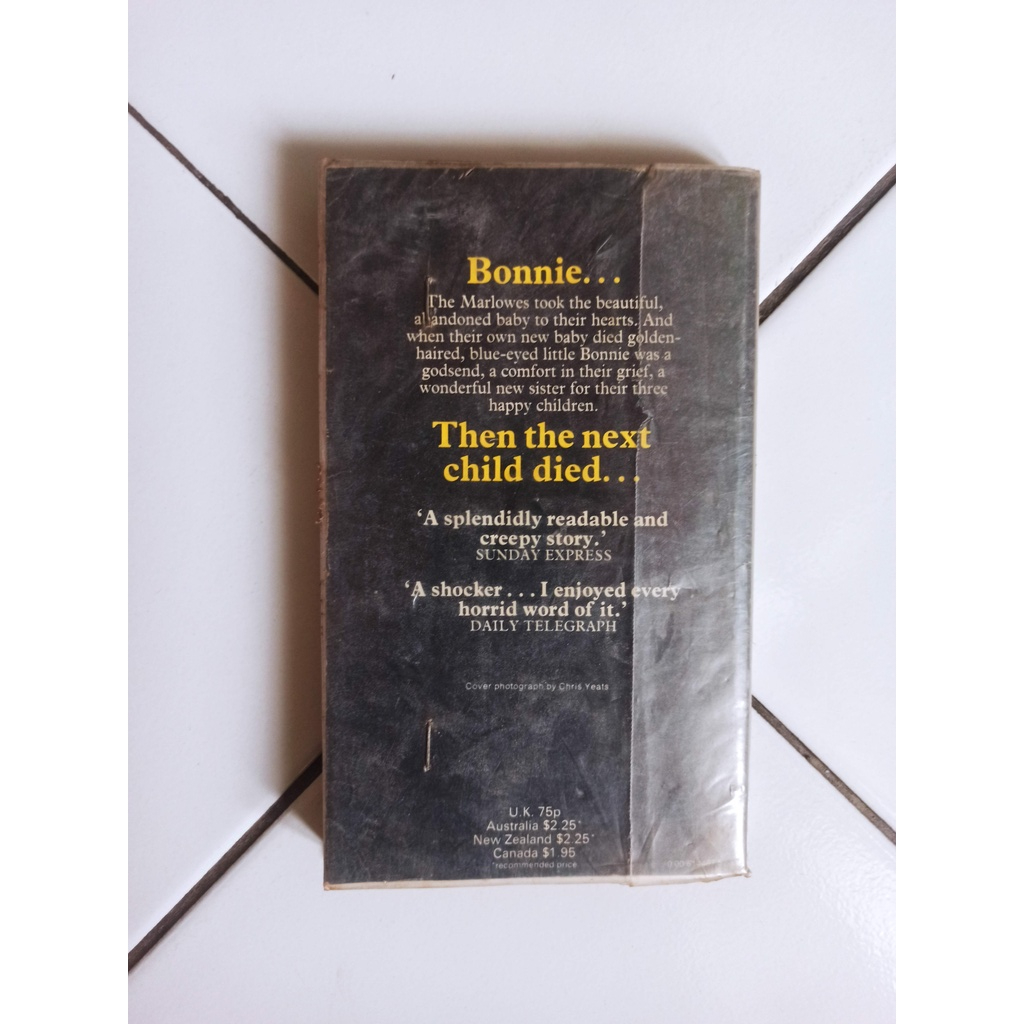 Bonnie...
The Marlowes took the beautiful,
abandoned baby to their hearts. And
when their own new baby died golden-
haired, blue-eyed little Bonnie was a
godsend, a comfort in their grief, a
wonderful new sister for their three
happy children.
Then the next
child died...
‘A splendidly readable and
creepy story.’
SUNDAY EXPRESS
‘A shocker . . . I enjoyed every
horrid word of it.’
DAILY TELEGRAPH
Cover photograph by Chris Yeats
U.K. 75p
Australia $2.25*
New Zealand $2.25*
Canada $1.95
*recommended price